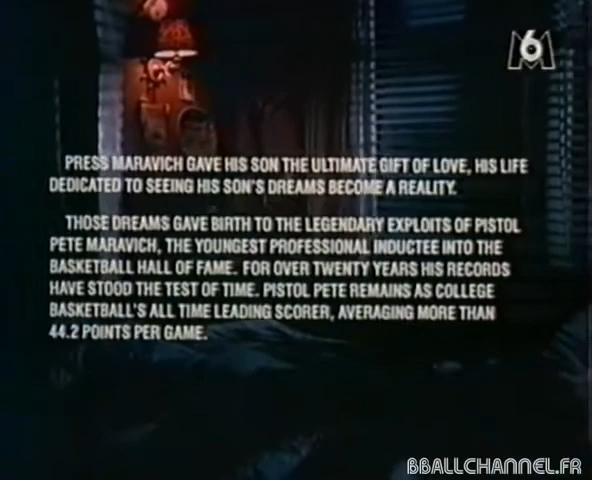 M6
PRESS MARAVICH GAVE HIS SON THE ULTIMATE GIFT OF LOVE, HIS LIFE
DEDICATED TO SEEING HIS SON'S DREAMS BECOME A REALITY.
THOSE DREAMS GAVE BIRTH TO THE LEGENDARY EXPLOITS OF PISTOL
PETE MARAVICH, THE YOUNGEST PROFESSIONAL INDUCTEE INTO THE
BASKETBALL HALL OF FAME. FOR OVER TWENTY YEARS HIS RECORDS
HAVE STOOD THE TEST OF TIME. PISTOL PETE REMAINS AS COLLEGE
BASKETBALL'S ALL TIME LEADING SCORER, AVERAGING MORE THAN
44.2 POINTS PER GAME.
BBALLCHANNEL.FR